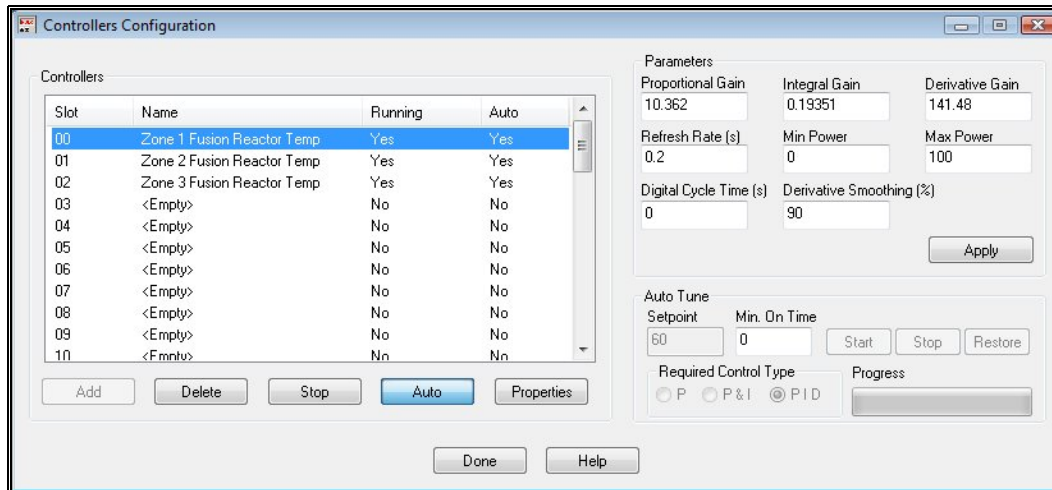 Controllers Configuration
Controllers
Slot Name Running Auto
00 Zone 1 Fusion Reactor Temp Yes Yes
01 Zone 2 Fusion Reactor Temp Yes Yes
02 Zone 3 Fusion Reactor Temp Yes Yes
03 <Empty> No No
04 <Empty> No No
05 <Empty> No No
06 <Empty> No No
07 <Empty> No No
08 <Empty> No No
09 <Empty> No No
10 <Empty> No No
Add Delete Stop Auto Properties
Parameters
Proportional Gain Integral Gain Derivative Gain
10.362 0.19351 141.48
Refresh Rate (s) Min Power Max Power
0.2 0 100
Digital Cycle Time (s) Derivative Smoothing (%)
0 90
Apply
Auto Tune
Setpoint Min. On Time
60 0 Start Stop Restore
Required Control Type Progress
P P & I P I D
Done Help